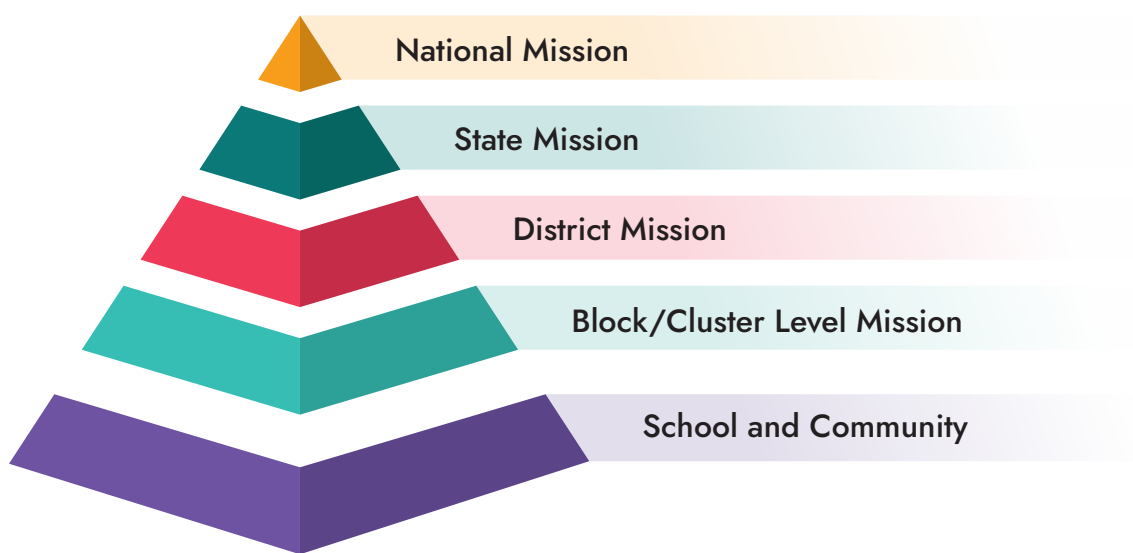 National Mission
State Mission
District Mission
Block/Cluster Level Mission
School and Community